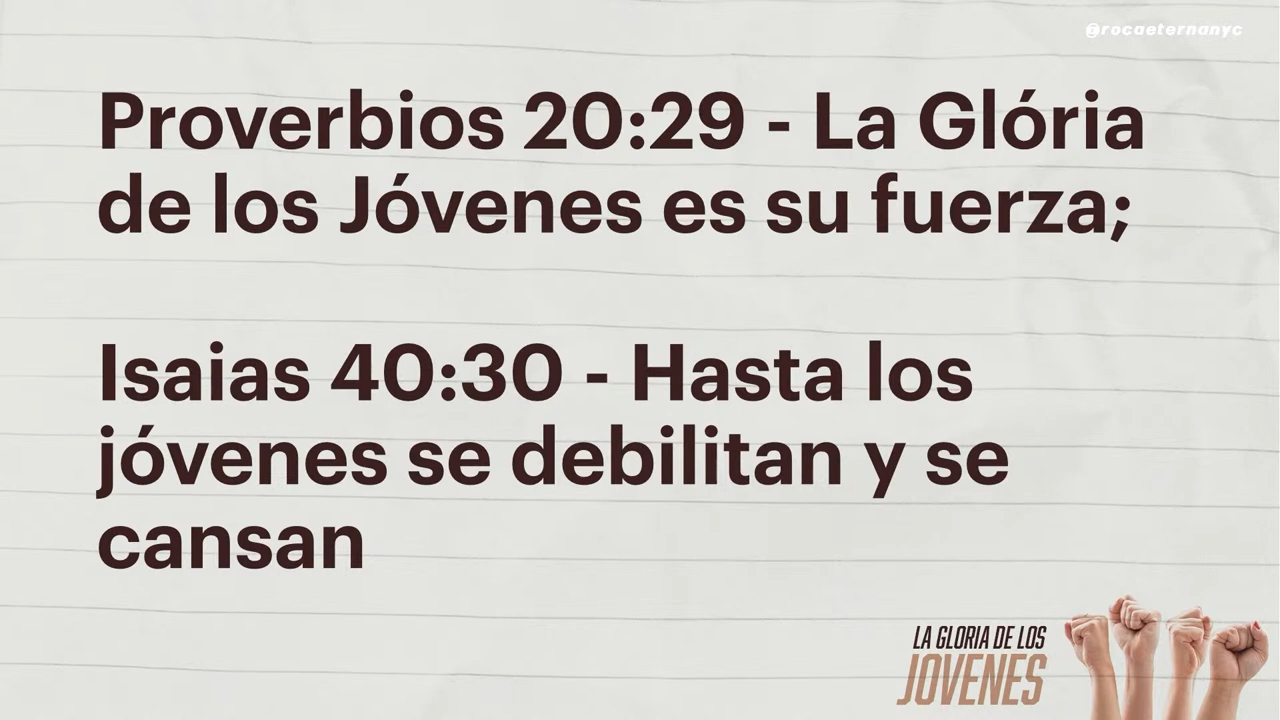 @rocaeternanyc
Proverbios 20:29 - La Glória
de los Jóvenes es su fuerza;
Isaias 40:30 - Hasta los
jóvenes se debilitan y se
cansan
LA GLORIA DE LOS
JOVENES